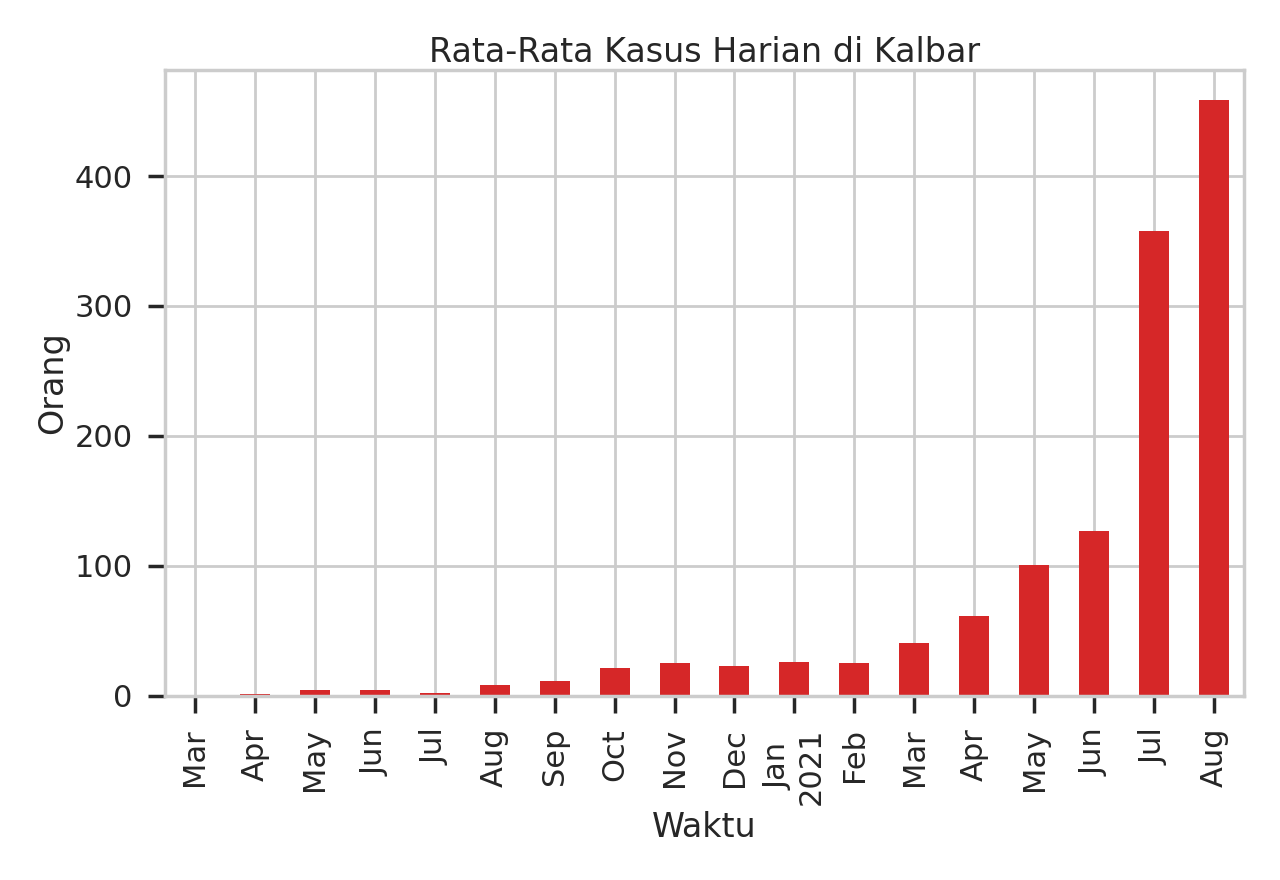 Rata-Rata Kasus Harian di Kalbar
Orang
400
300
200
100
0
Mar
Apr
May
Jun
Jul
Aug
Sep
Oct
Nov
Dec
Jan
2021
Feb
Mar
Apr
May
Jun
Jul
Aug
Waktu